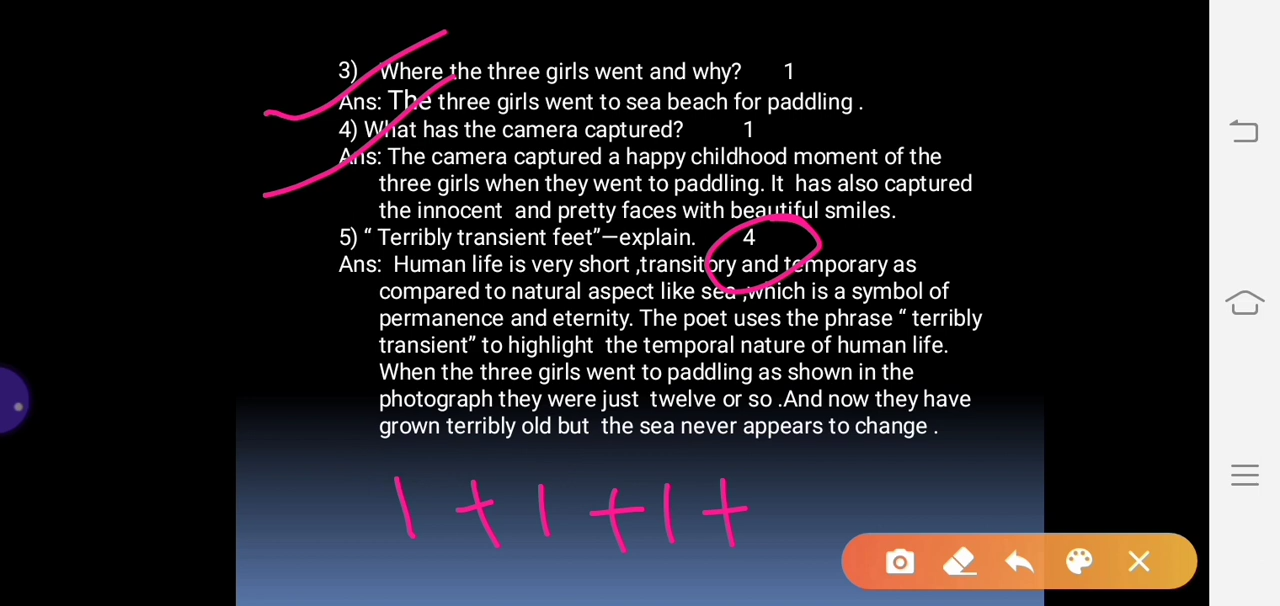 3) Where the three girls went and why? 1
Ans: The three girls went to sea beach for paddling .
4) What has the camera captured? 1
Ans: The camera captured a happy childhood moment of the
three girls when they went to paddling. It has also captured
the innocent and pretty faces with beautiful smiles.
5) “ Terribly transient feet”—explain. 4
Ans: Human life is very short ,transitory and temporary as
compared to natural aspect like sea ,which is a symbol of
permanence and eternity. The poet uses the phrase “ terribly
transient” to highlight the temporal nature of human life.
When the three girls went to paddling as shown in the
photograph they were just twelve or so .And now they have
grown terribly old but the sea never appears to change .
1 + 1 + 1 +